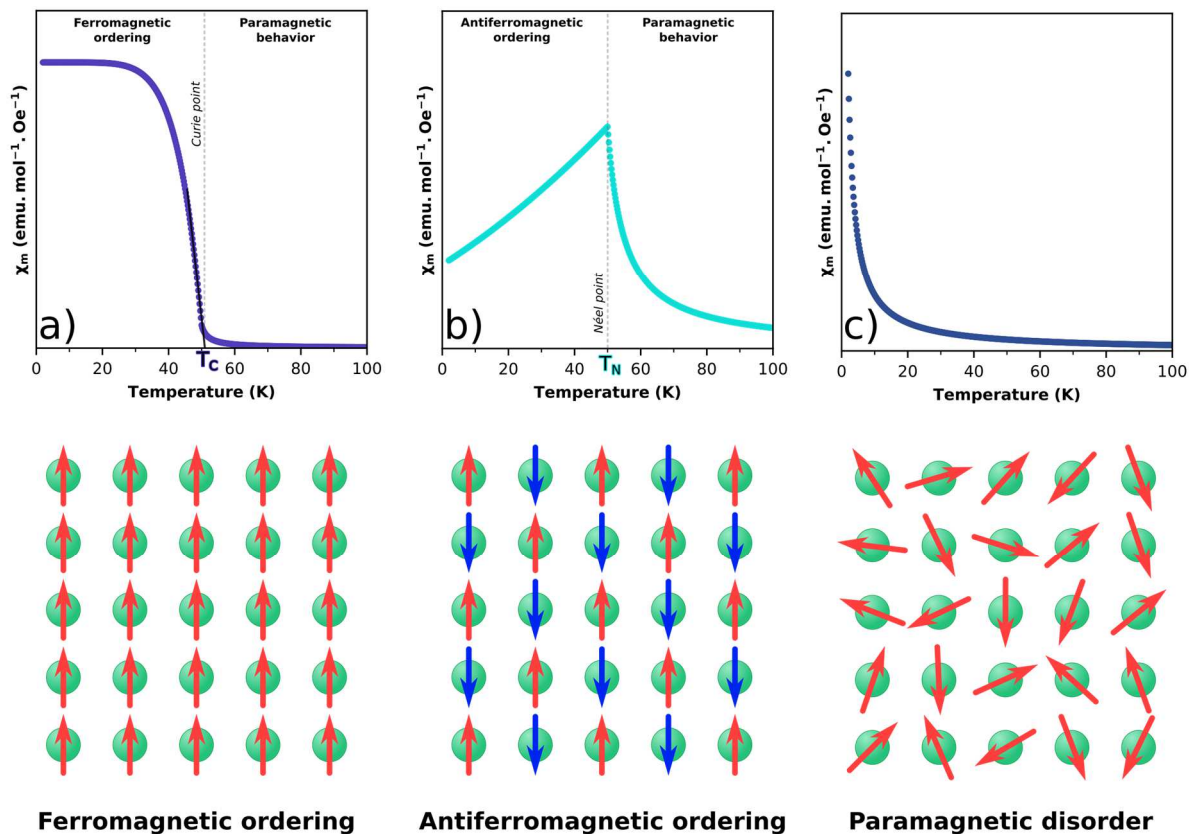 Ferromagnetic
ordering
Paramagnetic
behavior
Curie point
χₘ (emu. mol⁻¹. Oe⁻¹)
a)
T_C
0 20 40 60 80 100
Temperature (K)
Antiferromagnetic
ordering
Paramagnetic
behavior
Néel point
χₘ (emu. mol⁻¹. Oe⁻¹)
b)
T_N
0 20 40 60 80 100
Temperature (K)
χₘ (emu. mol⁻¹. Oe⁻¹)
c)
0 20 40 60 80 100
Temperature (K)
Ferromagnetic ordering
Antiferromagnetic ordering
Paramagnetic disorder